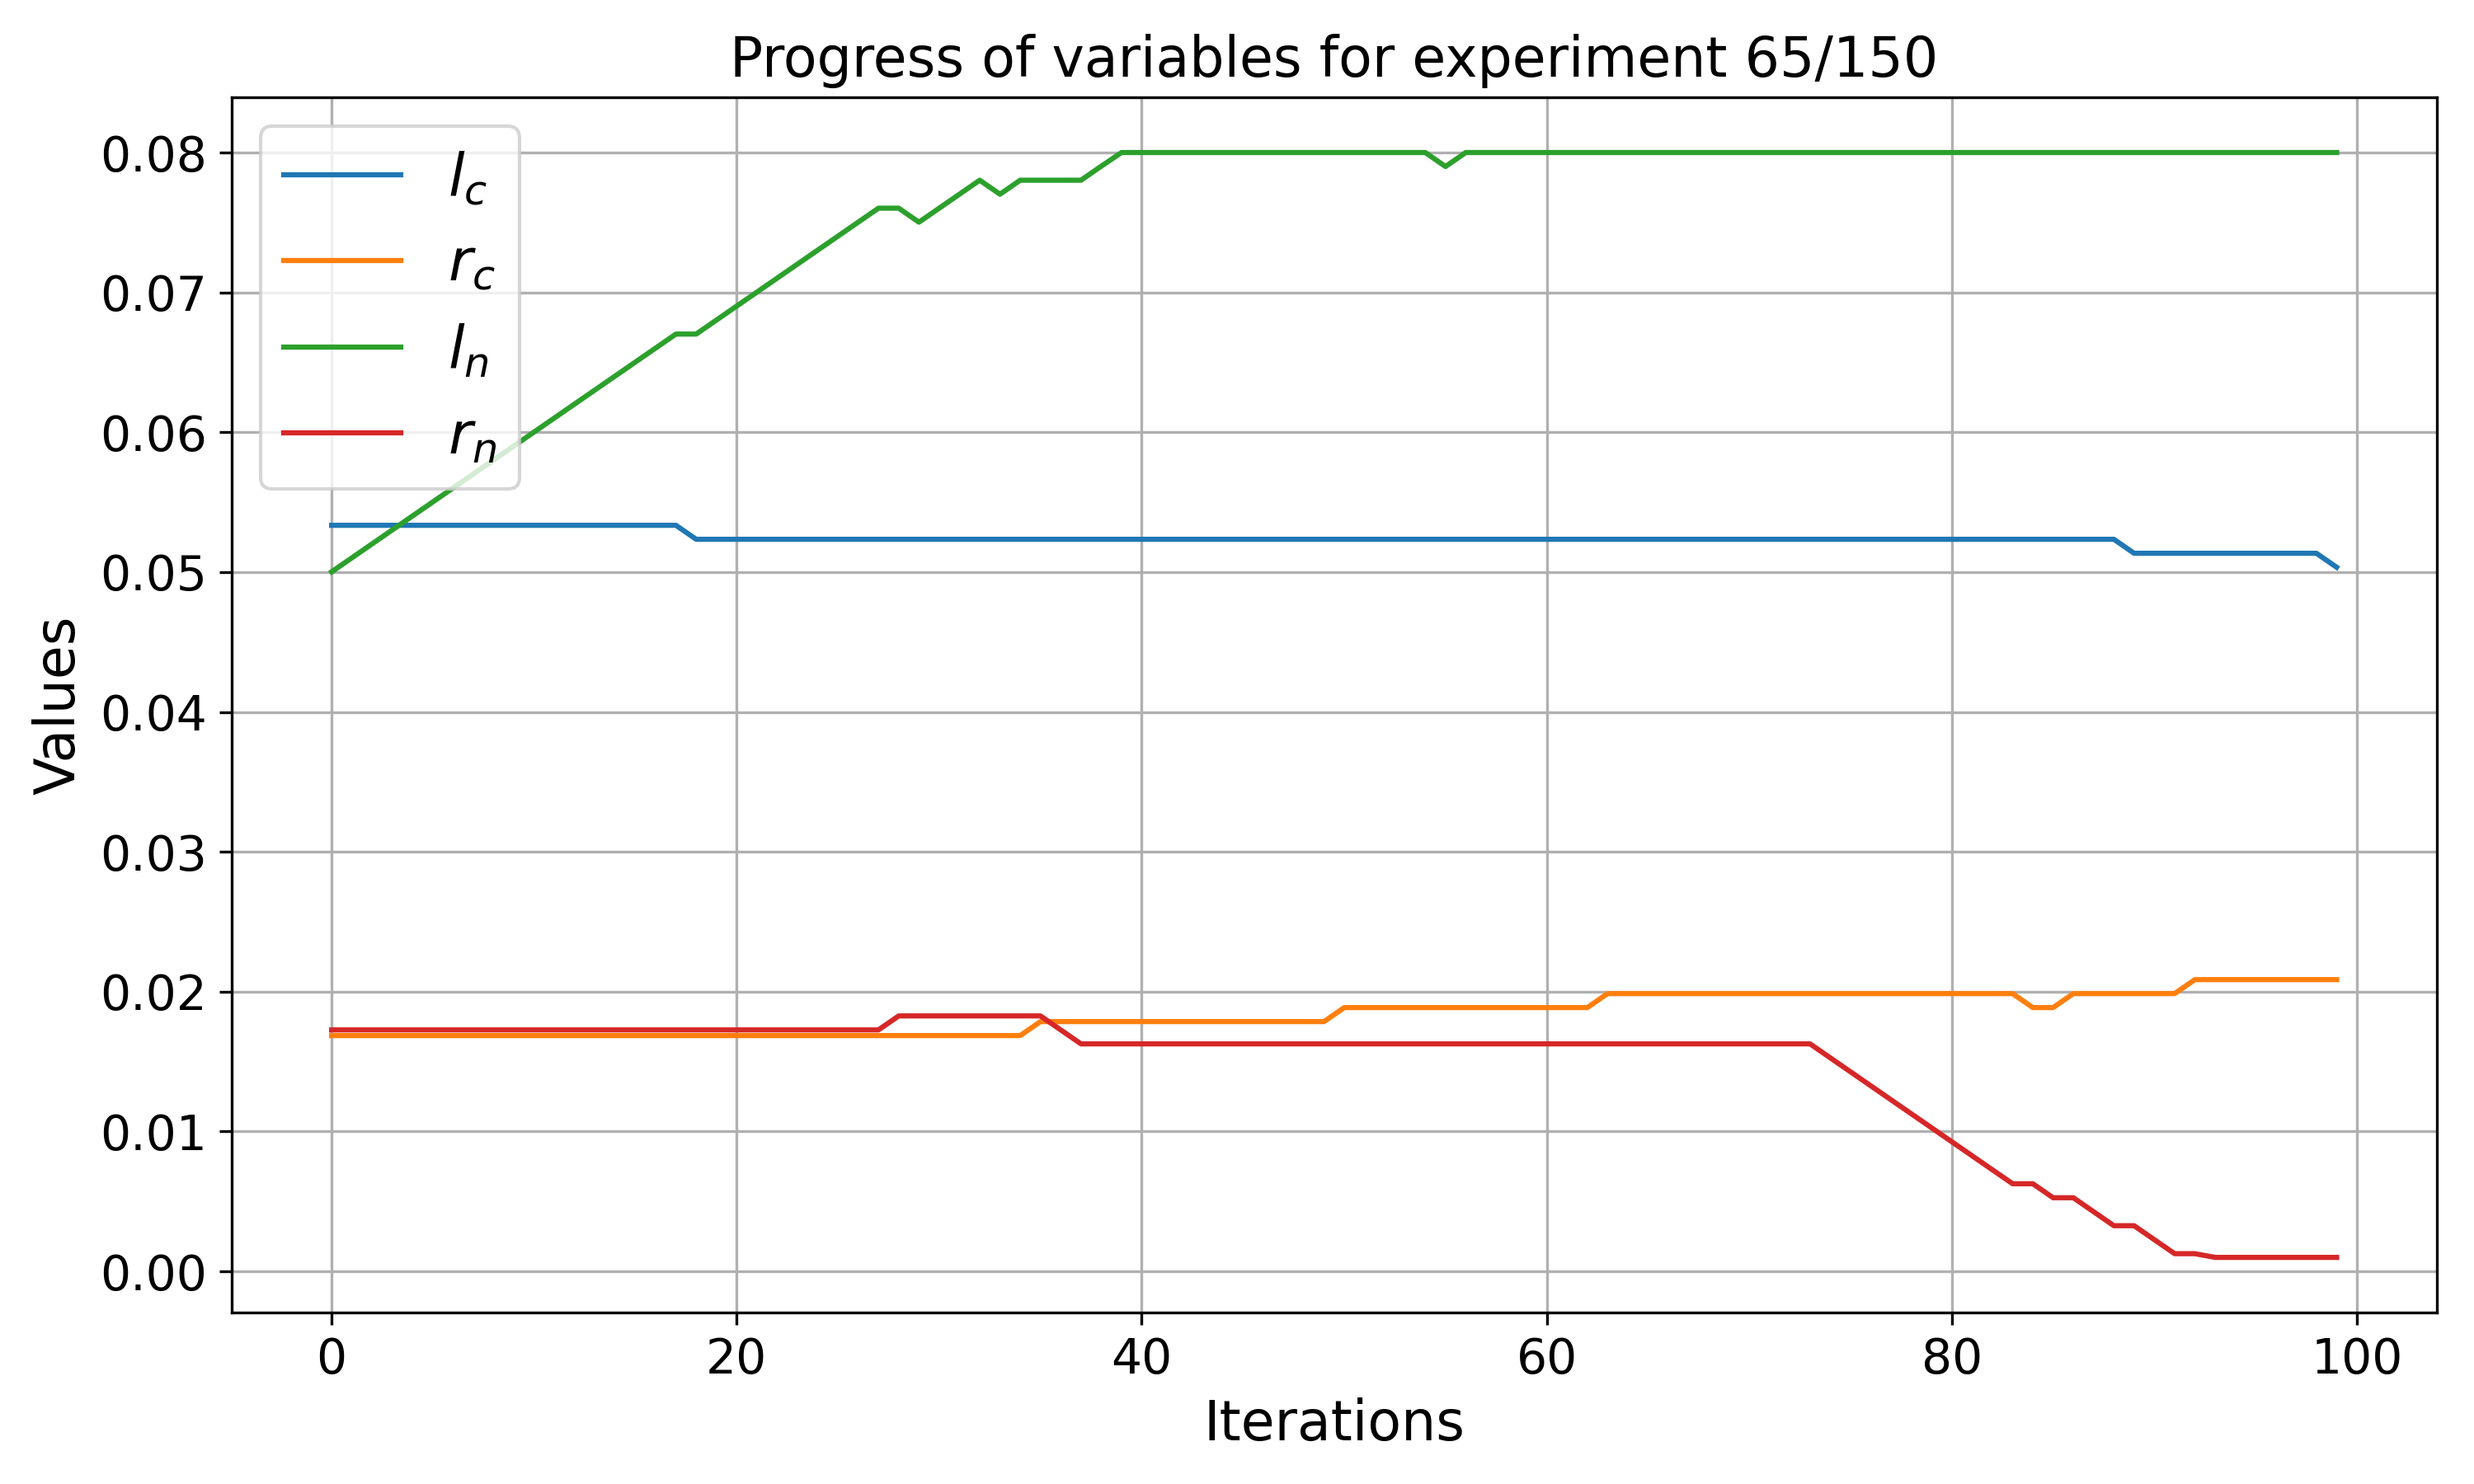 Progress of variables for experiment 65/150
l_c
r_c
l_n
r_n
0.08
0.07
0.06
0.05
0.04
0.03
0.02
0.01
0.00
Values
0 20 40 60 80 100
Iterations